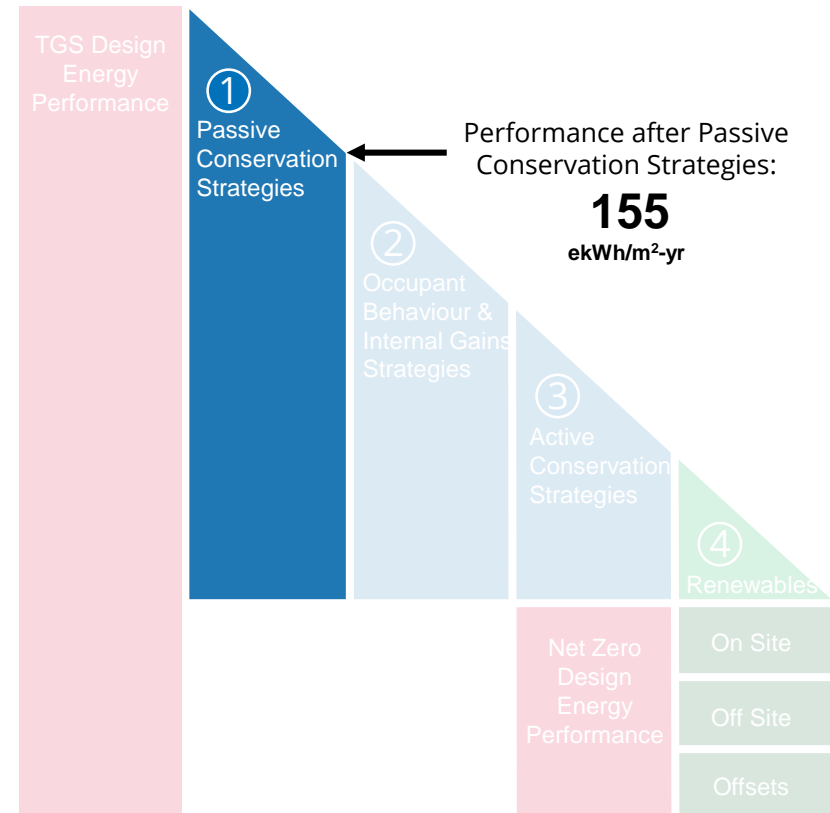 TGS Design
Energy
Performance
①
Passive
Conservation
Strategies
Performance after Passive
Conservation Strategies:
155
ekWh/m²-yr
②
Occupant
Behaviour &
Internal Gains
Strategies
③
Active
Conservation
Strategies
④
Renewables
Net Zero
Design
Energy
Performance
On Site
Off Site
Offsets